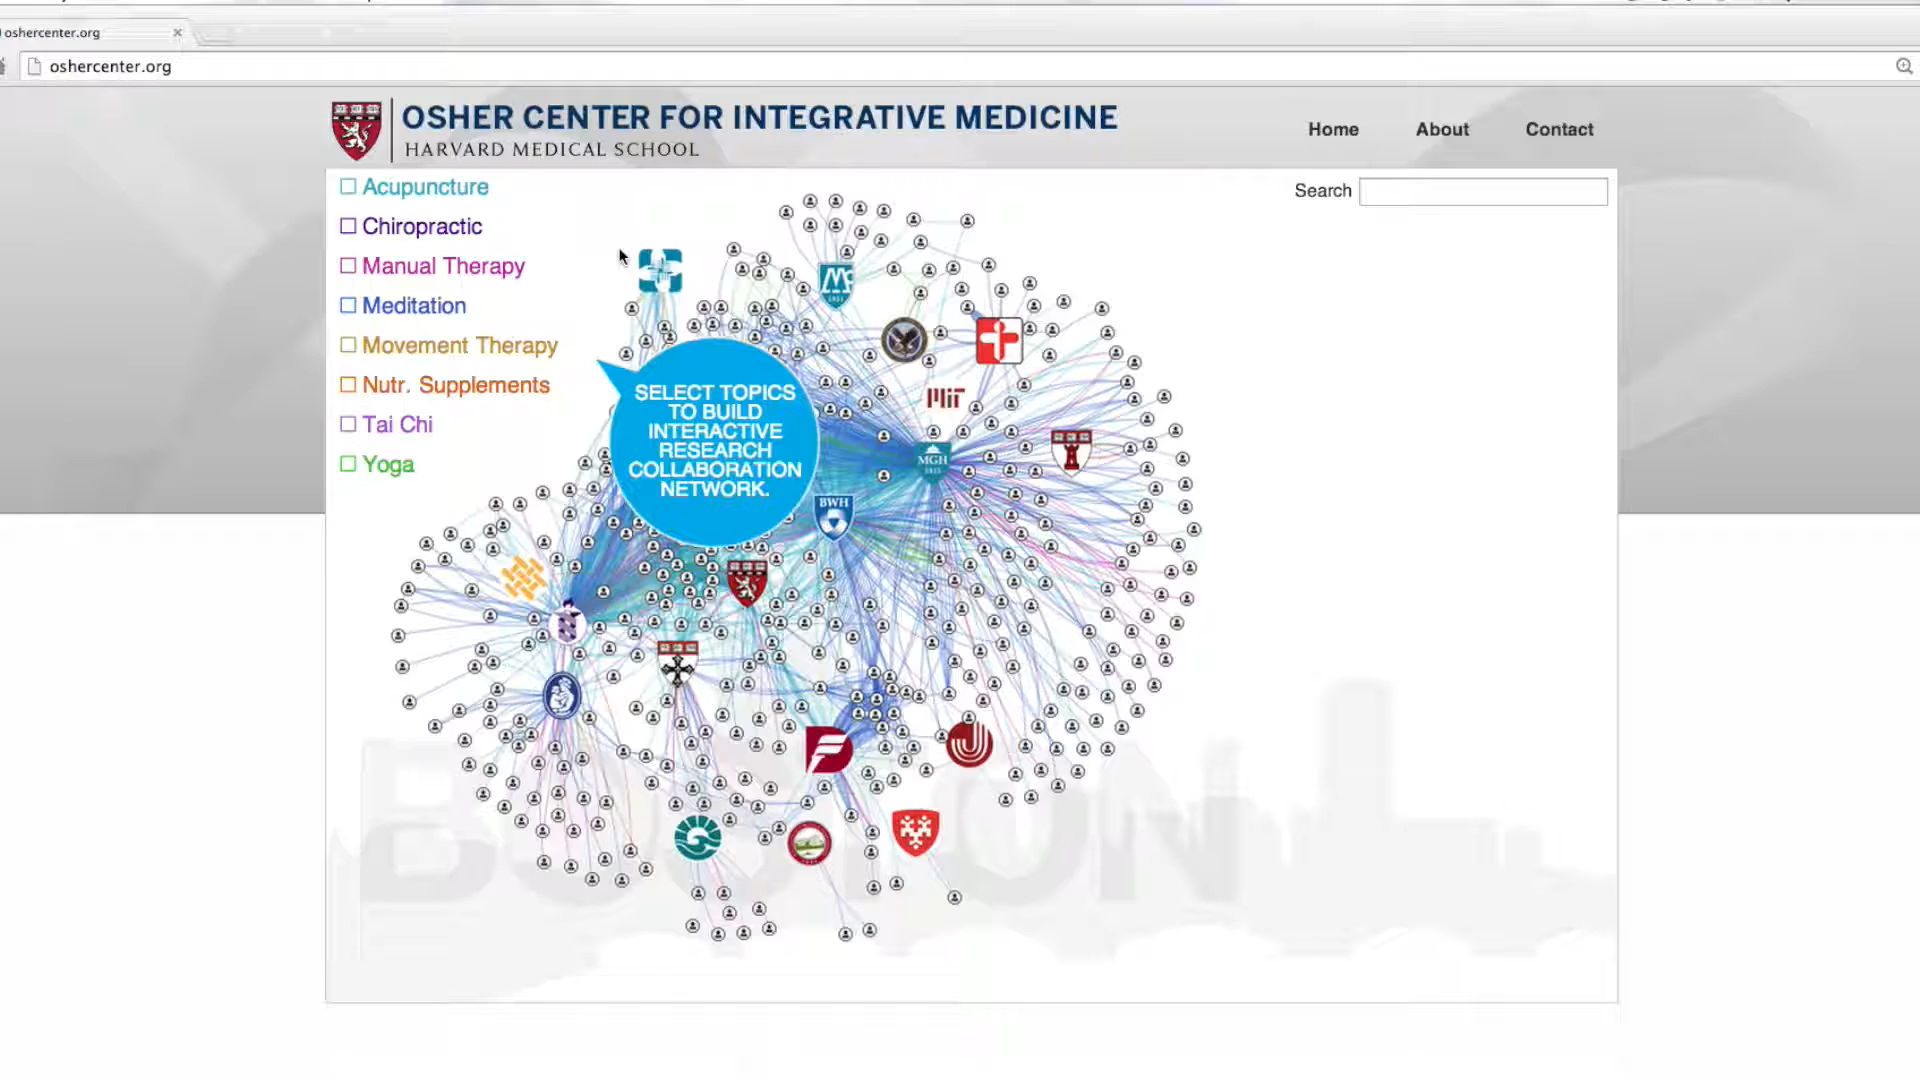 oshercenter.org
oshercenter.org
OSHER CENTER FOR INTEGRATIVE MEDICINE
HARVARD MEDICAL SCHOOL
Home
About
Contact
Acupuncture
Chiropractic
Manual Therapy
Meditation
Movement Therapy
Nutr. Supplements
Tai Chi
Yoga
Search
SELECT TOPICS
TO BUILD
INTERACTIVE
RESEARCH
COLLABORATION
NETWORK.
MIT
MGH
1811
BWH
BOSTON